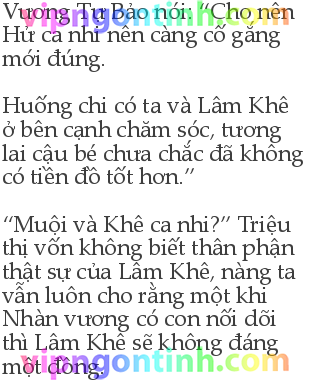 Vương Tự Bảo nói: “Cho nên
Hử ca nhi nên càng cố gắng
mới đúng.
Huống chi có ta và Lâm Khê
ở bên cạnh chăm sóc, tương
lai cậu bé chưa chắc đã không
có tiền đồ tốt hơn.”
“Muội và Khê ca nhi?” Triệu
thị vốn không biết thân phận
thật sự của Lâm Khê, nàng ta
vẫn luôn cho rằng một khi
Nhàn vương có con nối dõi
thì Lâm Khê sẽ không đáng
một đồng.
vipngontinh.com
vipngontinh.com